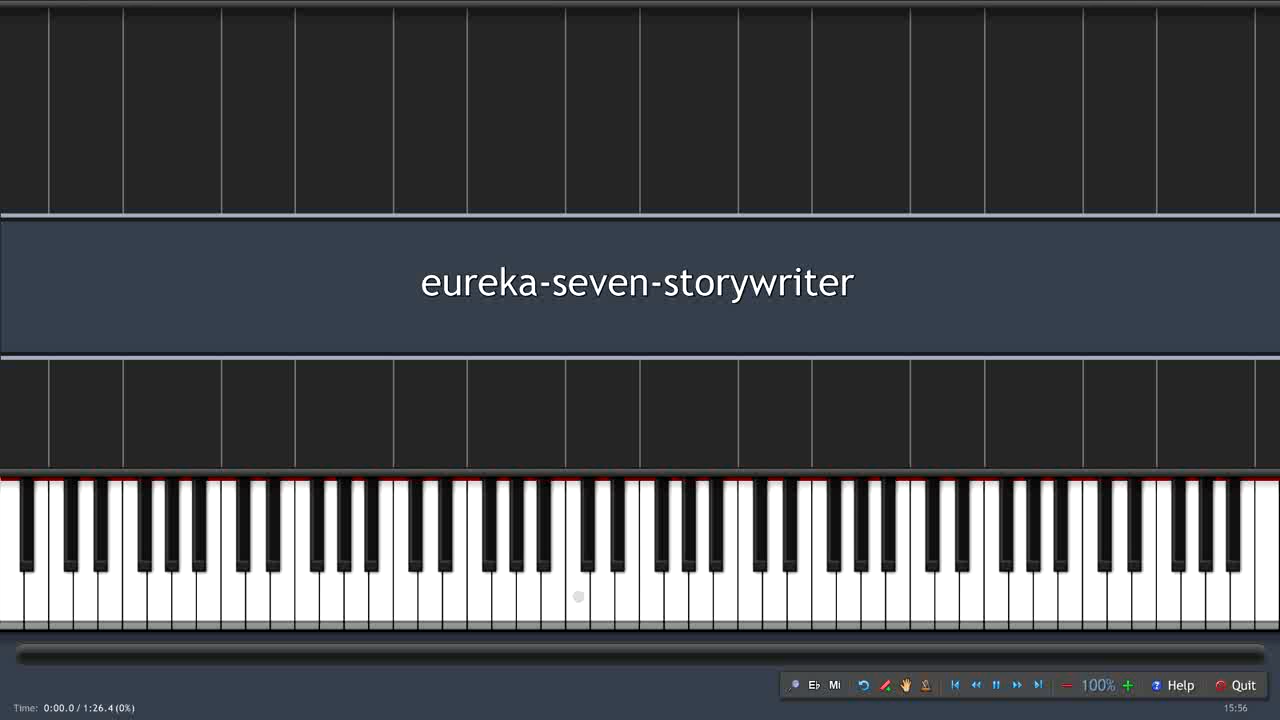 eureka-seven-storywriter
E♭ Mi 100% Help Quit
Time: 0:00.0 / 1:26.4 (0%) 15:56